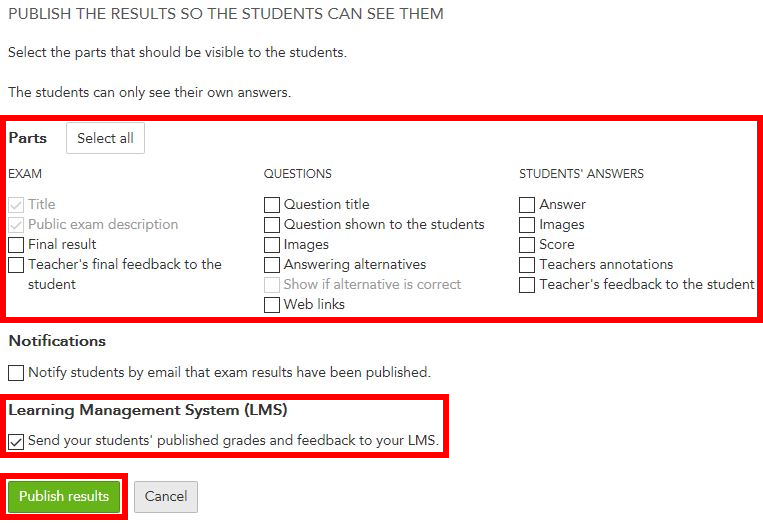 PUBLISH THE RESULTS SO THE STUDENTS CAN SEE THEM
Select the parts that should be visible to the students.
The students can only see their own answers.
Parts Select all
EXAM
Title
Public exam description
Final result
Teacher's final feedback to the
student
QUESTIONS
Question title
Question shown to the students
Images
Answering alternatives
Show if alternative is correct
Web links
STUDENTS' ANSWERS
Answer
Images
Score
Teachers annotations
Teacher's feedback to the student
Notifications
Notify students by email that exam results have been published.
Learning Management System (LMS)
Send your students' published grades and feedback to your LMS.
Publish results Cancel